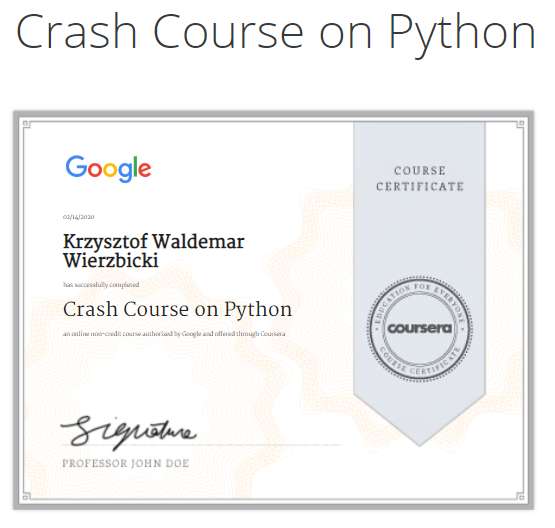 Crash Course on Python
Google
COURSE
CERTIFICATE
02/14/2020
Krzysztof Waldemar
Wierzbicki
has successfully completed
Crash Course on Python
an online non-credit course authorized by Google and offered through Coursera
EDUCATION FOR EVERYONE
coursera
COURSE CERTIFICATE
Signature
PROFESSOR JOHN DOE